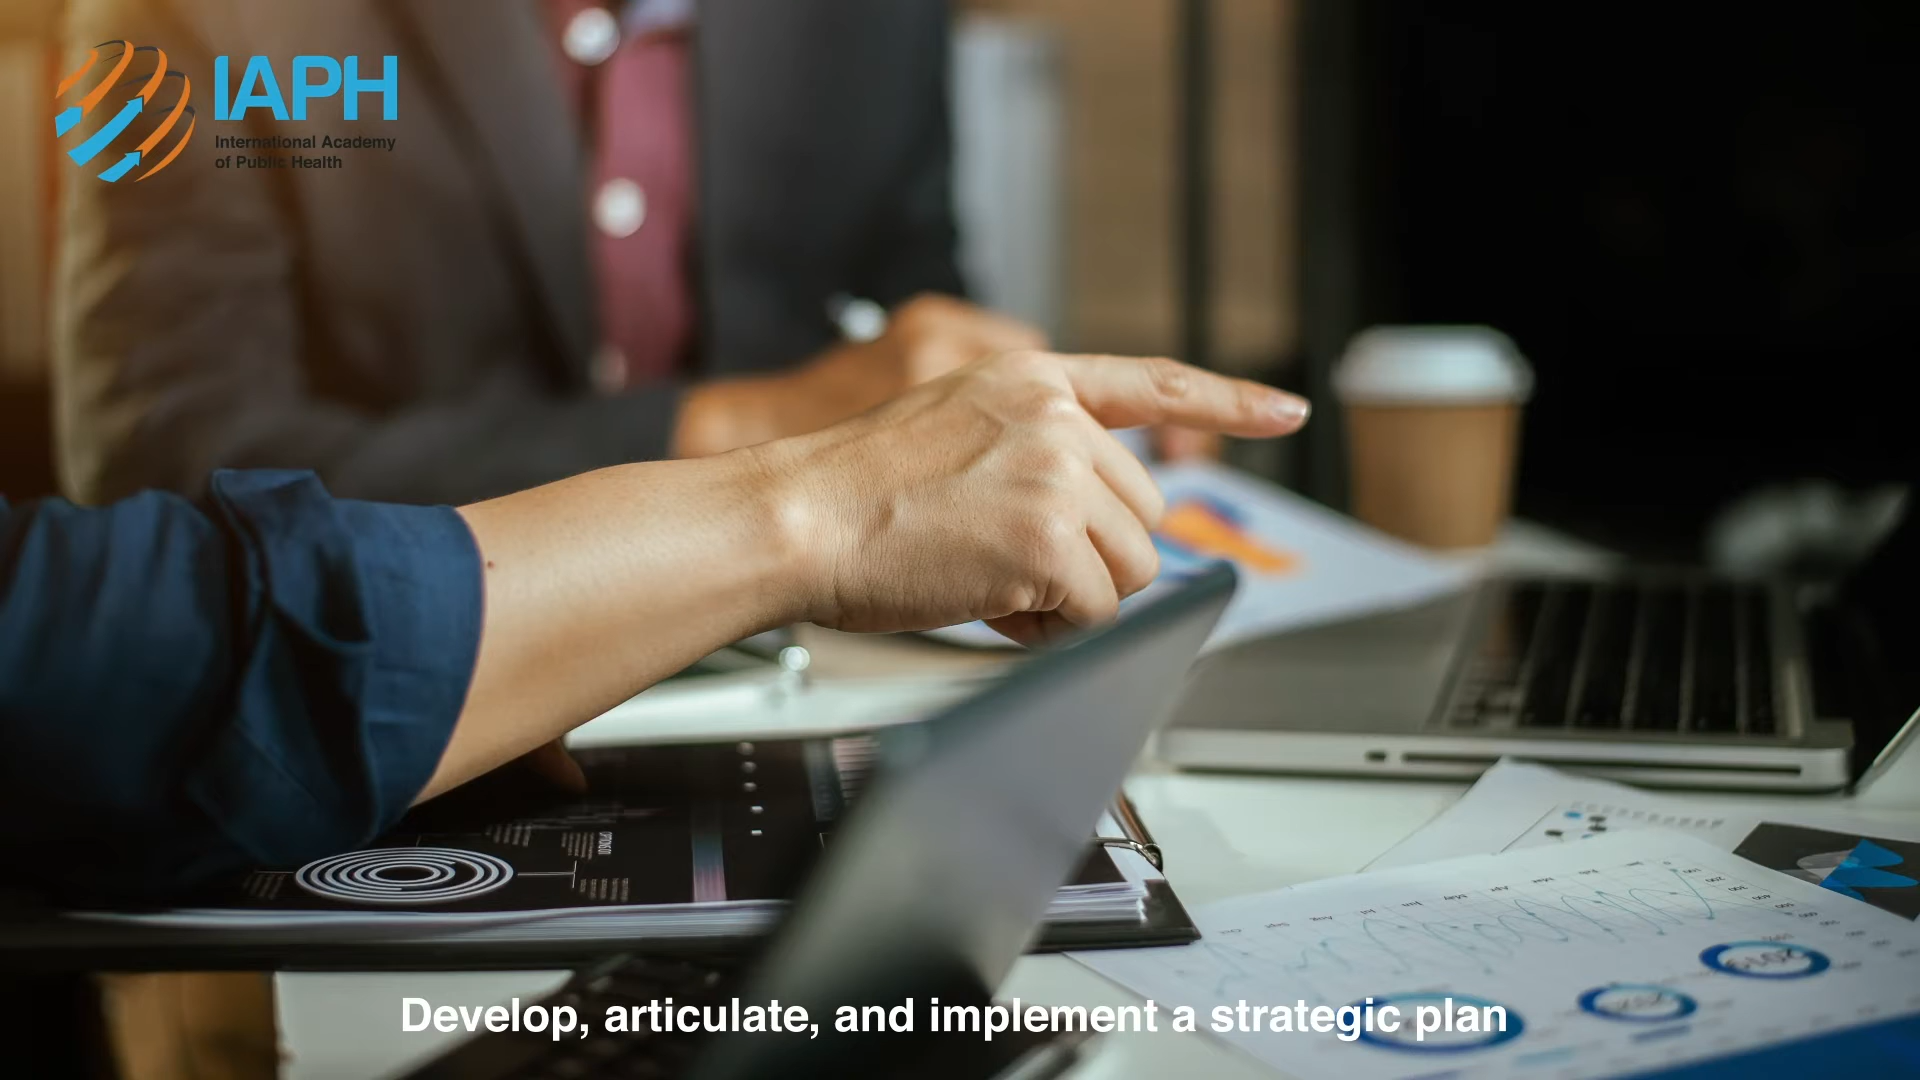 IAPH
International Academy
of Public Health
Develop, articulate, and implement a strategic plan